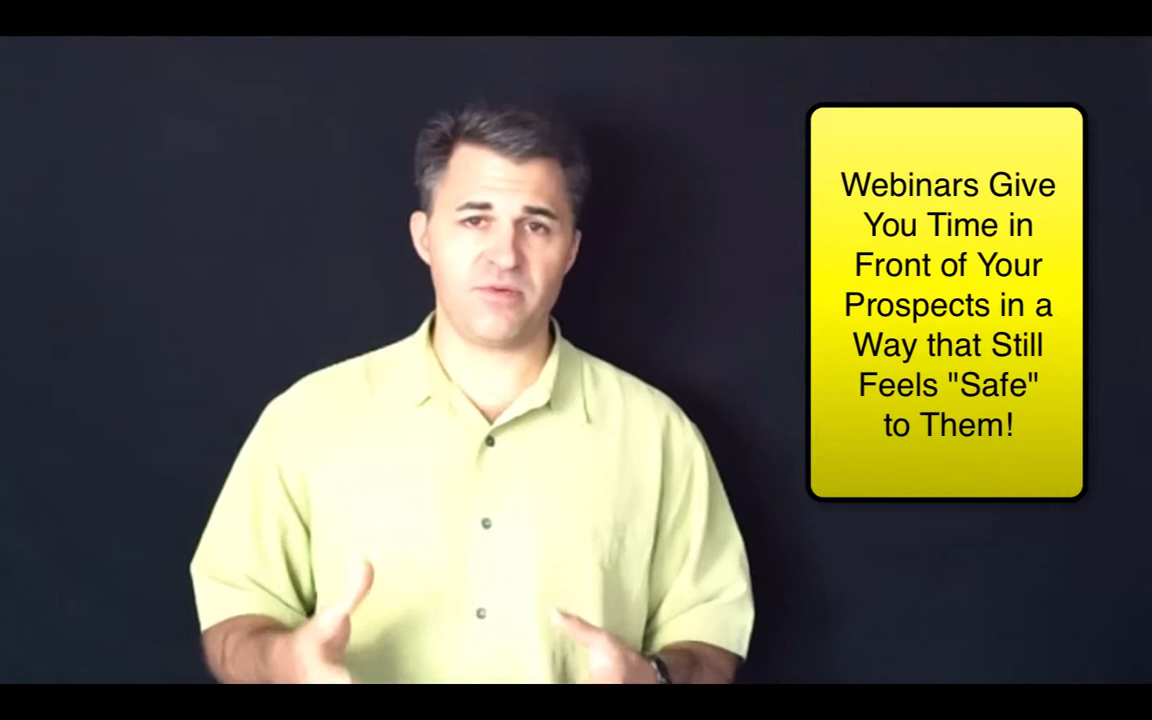 Webinars Give
You Time in
Front of Your
Prospects in a
Way that Still
Feels "Safe"
to Them!